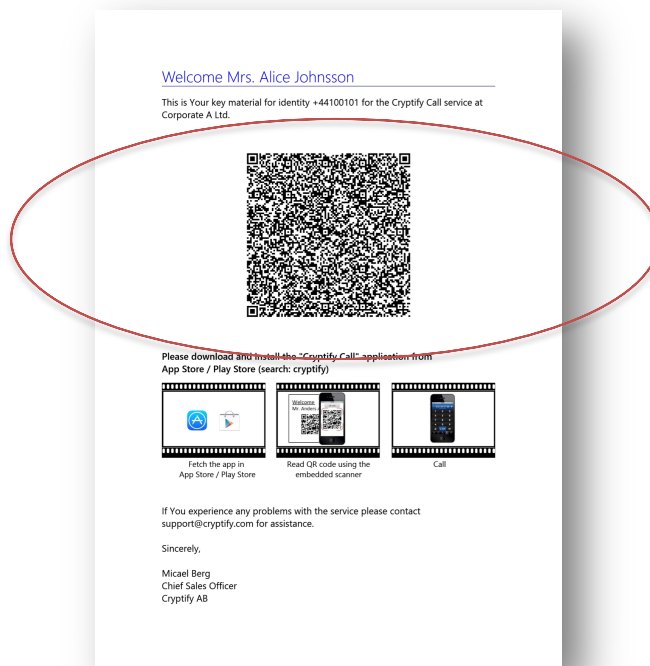 Welcome Mrs. Alice Johnsson
This is Your key material for identity +44100101 for the Cryptify Call service at
Corporate A Ltd.
Please download and install the "Cryptify Call" application from
App Store / Play Store (search: cryptify)
Welcome
Mr. Anders
Fetch the app in
App Store / Play Store
Read QR code using the
embedded scanner
Call
If You experience any problems with the service please contact
support@cryptify.com for assistance.
Sincerely,
Micael Berg
Chief Sales Officer
Cryptify AB